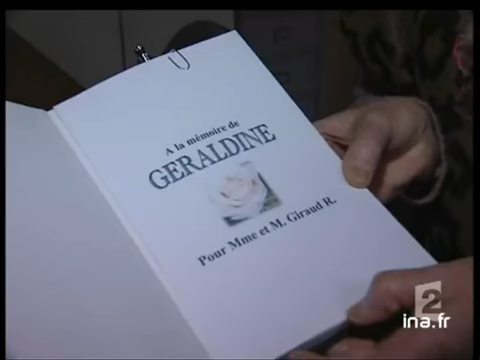 A la mémoire de
GERALDINE
Pour Mme et M. Giraud R.
2
ina.fr